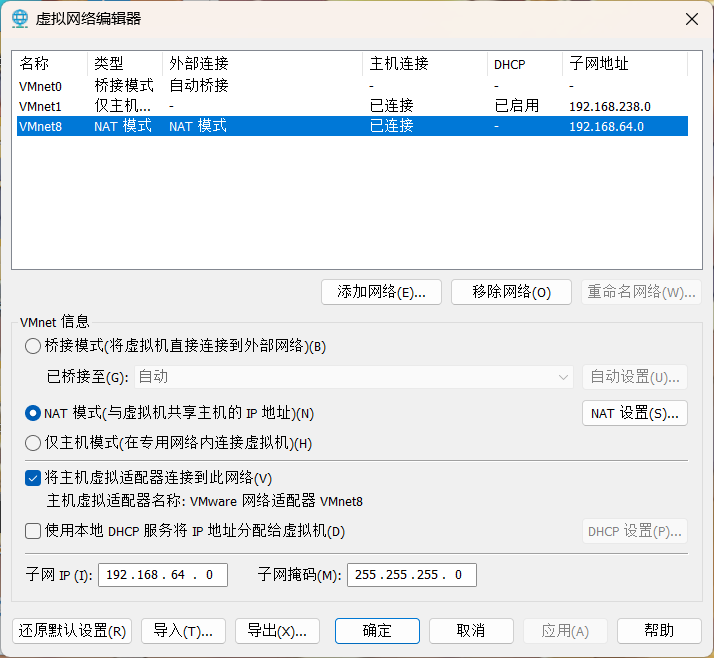 虚拟网络编辑器
名称 类型 外部连接 主机连接 DHCP 子网地址
VMnet0 桥接模式 自动桥接 - - -
VMnet1 仅主机... - 已连接 已启用 192.168.238.0
VMnet8 NAT 模式 NAT 模式 已连接 - 192.168.64.0
添加网络(E)... 移除网络(O) 重命名网络(W)...
VMnet 信息
桥接模式(将虚拟机直接连接到外部网络)(B)
已桥接至(G): 自动 自动设置(U)...
NAT 模式(与虚拟机共享主机的 IP 地址)(N) NAT 设置(S)...
仅主机模式(在专用网络内连接虚拟机)(H)
将主机虚拟适配器连接到此网络(V)
主机虚拟适配器名称: VMware 网络适配器 VMnet8
使用本地 DHCP 服务将 IP 地址分配给虚拟机(D) DHCP 设置(P)...
子网 IP (I): 192 .168 . 64 . 0 子网掩码(M): 255 .255 .255 . 0
还原默认设置(R) 导入(T)... 导出(X)... 确定 取消 应用(A) 帮助